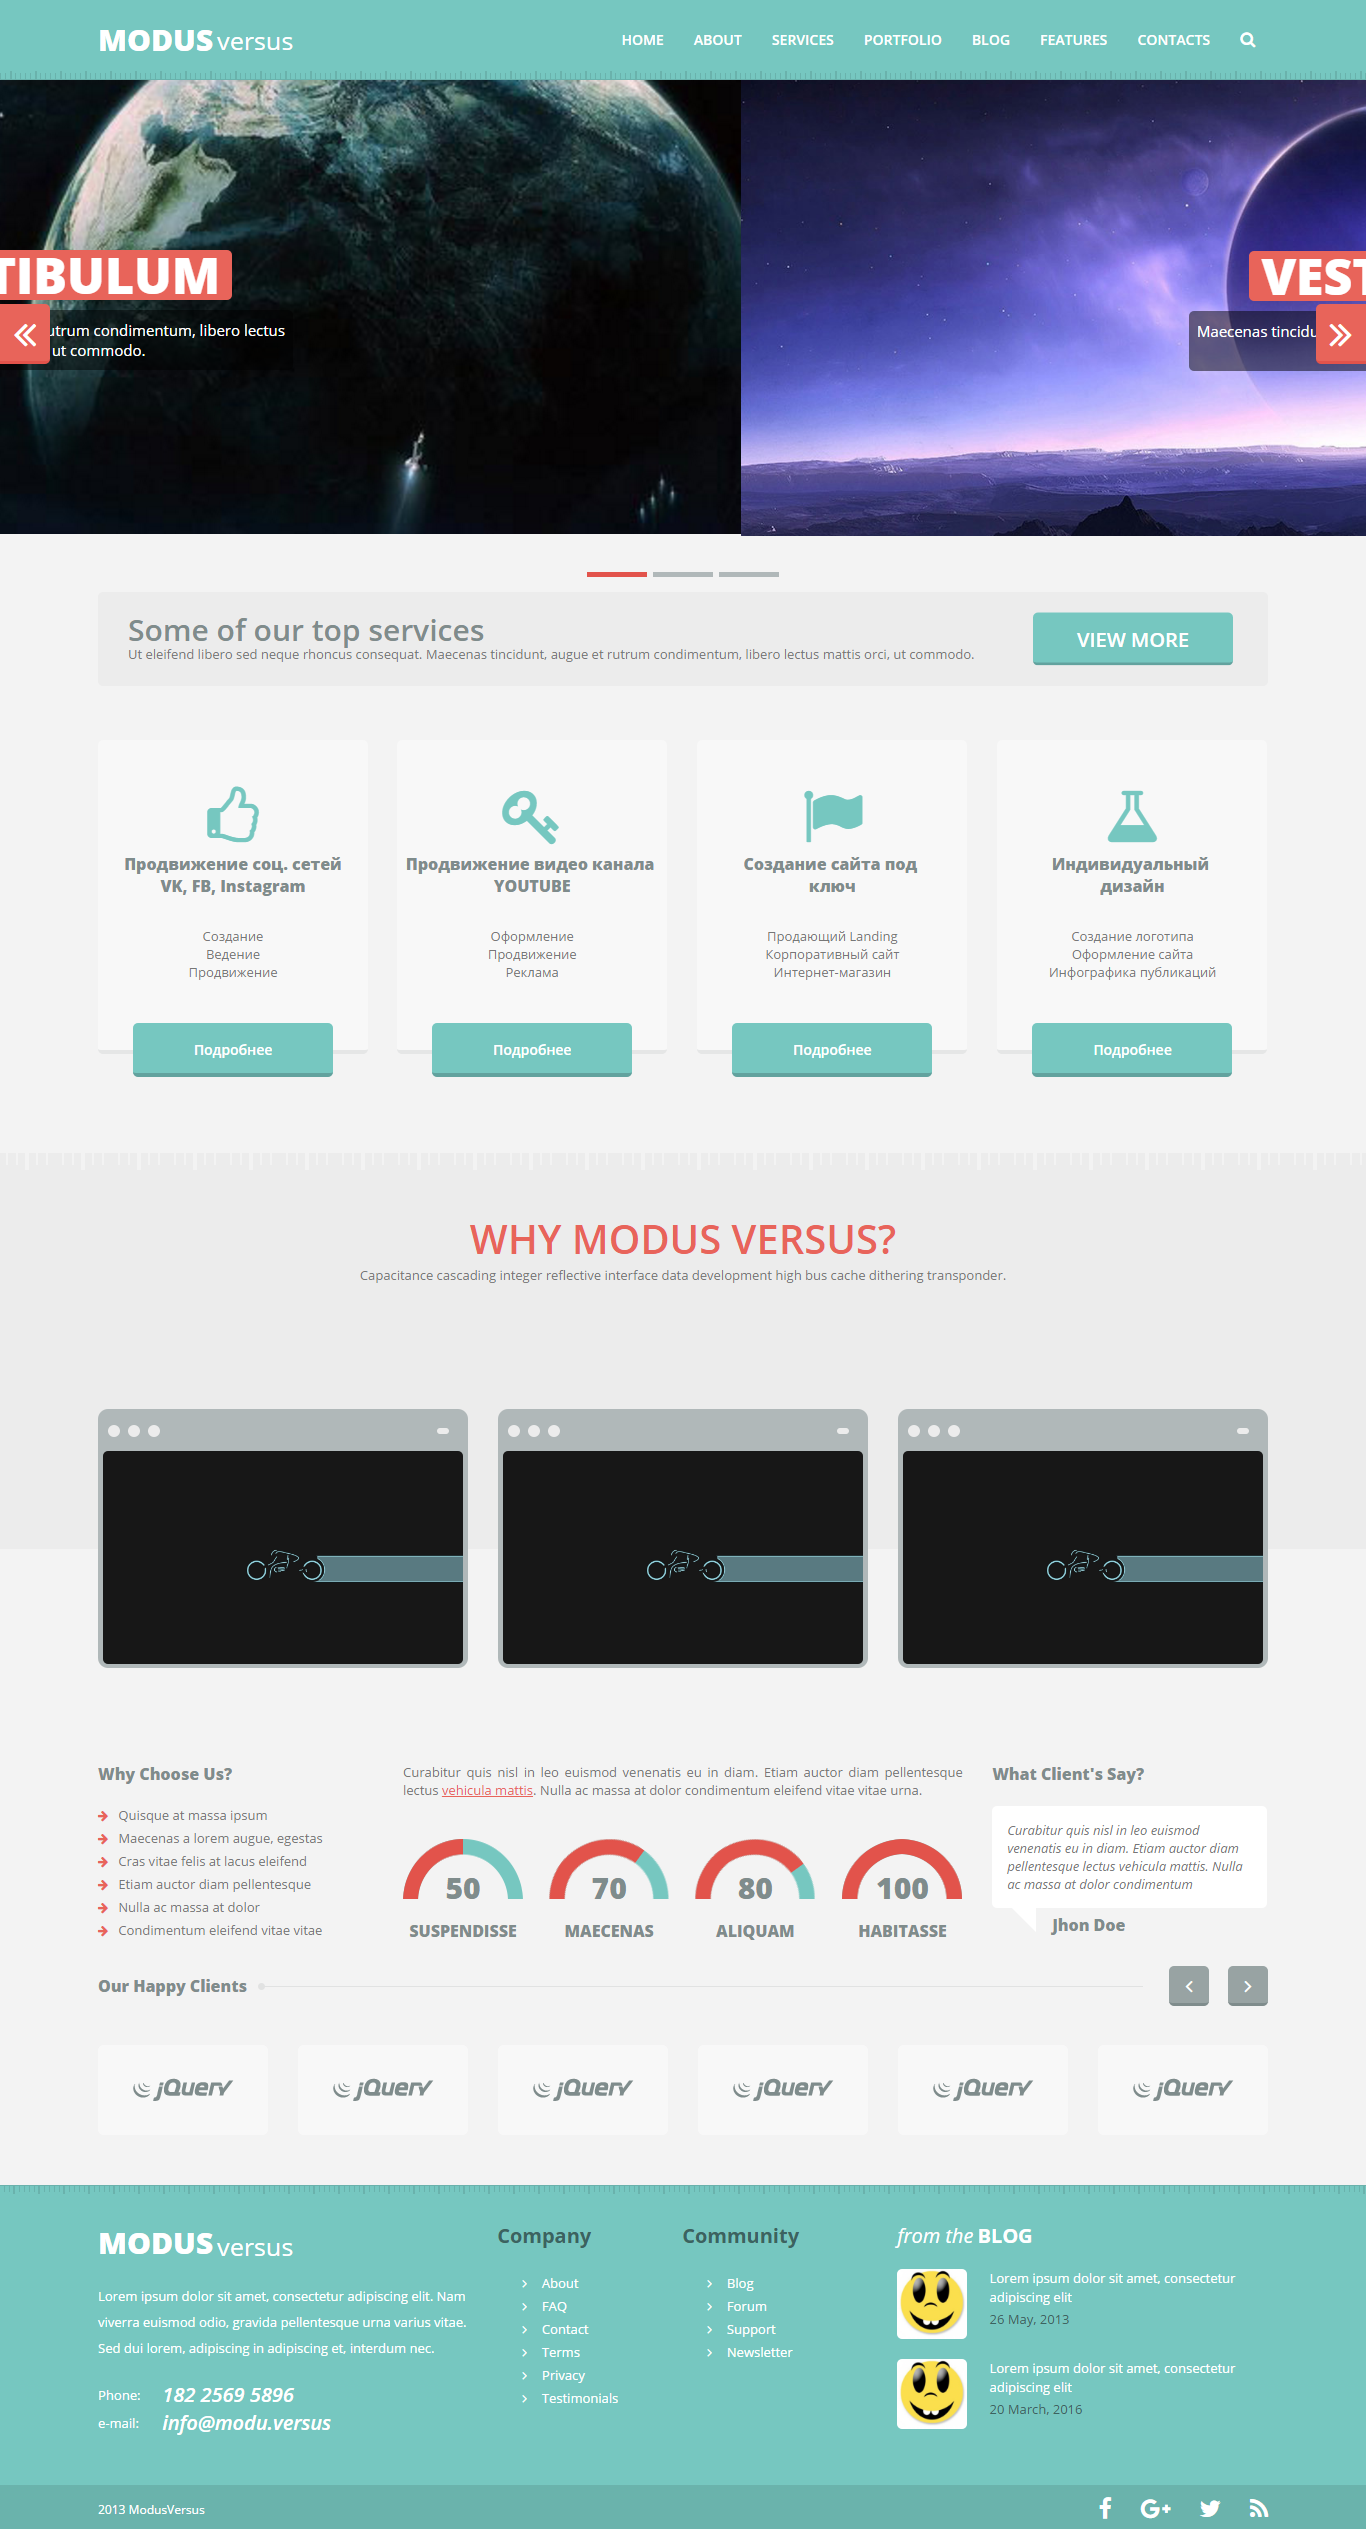 MODUS versus
HOME ABOUT SERVICES PORTFOLIO BLOG FEATURES CONTACTS
TIBULUM
utrum condimentum, libero lectus
ut commodo.
VEST
Maecenas tincidu
Some of our top services
Ut eleifend libero sed neque rhoncus consequat. Maecenas tincidunt, augue et rutrum condimentum, libero lectus mattis orci, ut commodo.
VIEW MORE
Продвижение соц. сетей
VK, FB, Instagram
Создание
Ведение
Продвижение
Подробнее
Продвижение видео канала
YOUTUBE
Оформление
Продвижение
Реклама
Подробнее
Создание сайта под
ключ
Продающий Landing
Корпоративный сайт
Интернет-магазин
Подробнее
Индивидуальный
дизайн
Создание логотипа
Оформление сайта
Инфографика публикаций
Подробнее
WHY MODUS VERSUS?
Capacitance cascading integer reflective interface data development high bus cache dithering transponder.
Why Choose Us?
Quisque at massa ipsum
Maecenas a lorem augue, egestas
Cras vitae felis at lacus eleifend
Etiam auctor diam pellentesque
Nulla ac massa at dolor
Condimentum eleifend vitae vitae
Curabitur quis nisl in leo euismod venenatis eu in diam. Etiam auctor diam pellentesque
lectus vehicula mattis. Nulla ac massa at dolor condimentum eleifend vitae vitae urna.
50
SUSPENDISSE
70
MAECENAS
80
ALIQUAM
100
HABITASSE
What Client's Say?
Curabitur quis nisl in leo euismod
venenatis eu in diam. Etiam auctor diam
pellentesque lectus vehicula mattis. Nulla
ac massa at dolor condimentum
Jhon Doe
Our Happy Clients
jQuery
jQuery
jQuery
jQuery
jQuery
jQuery
MODUS versus
Lorem ipsum dolor sit amet, consectetur adipiscing elit. Nam
viverra euismod odio, gravida pellentesque urna varius vitae.
Sed dui lorem, adipiscing in adipiscing et, interdum nec.
Phone: 182 2569 5896
e-mail: info@modu.versus
Company
About
FAQ
Contact
Terms
Privacy
Testimonials
Community
Blog
Forum
Support
Newsletter
from the BLOG
Lorem ipsum dolor sit amet, consectetur
adipiscing elit
26 May, 2013
Lorem ipsum dolor sit amet, consectetur
adipiscing elit
20 March, 2016
2013 ModusVersus